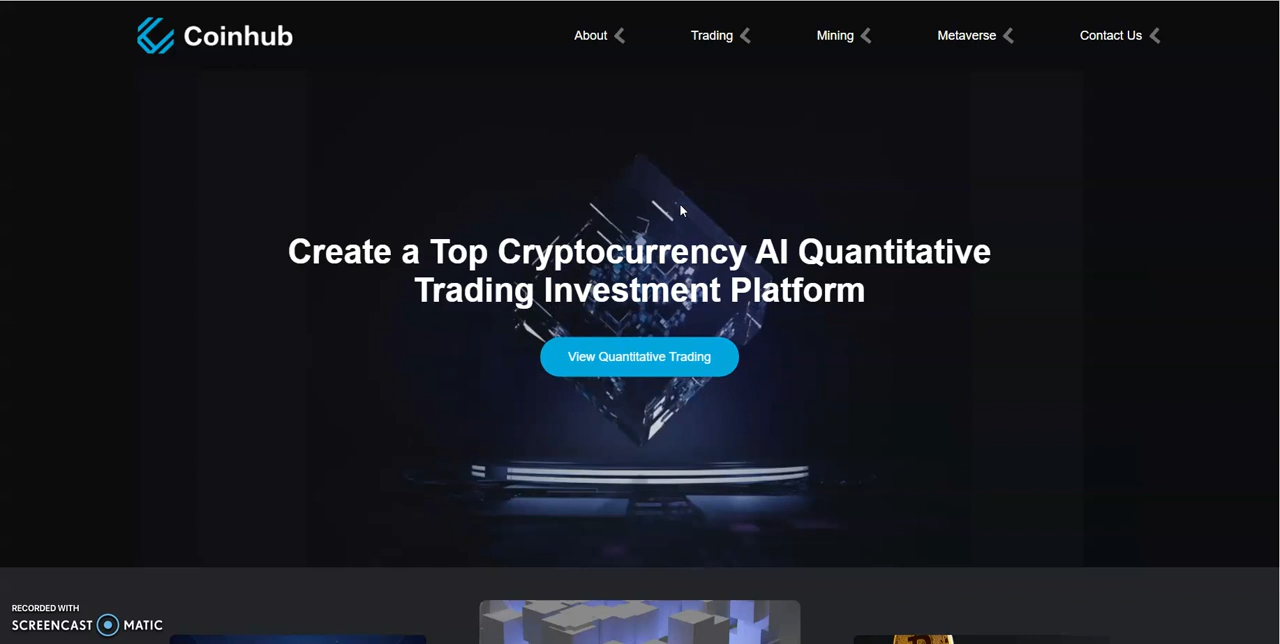 Coinhub
About
Trading
Mining
Metaverse
Contact Us
Create a Top Cryptocurrency AI Quantitative
Trading Investment Platform
View Quantitative Trading
RECORDED WITH
SCREENCAST MATIC